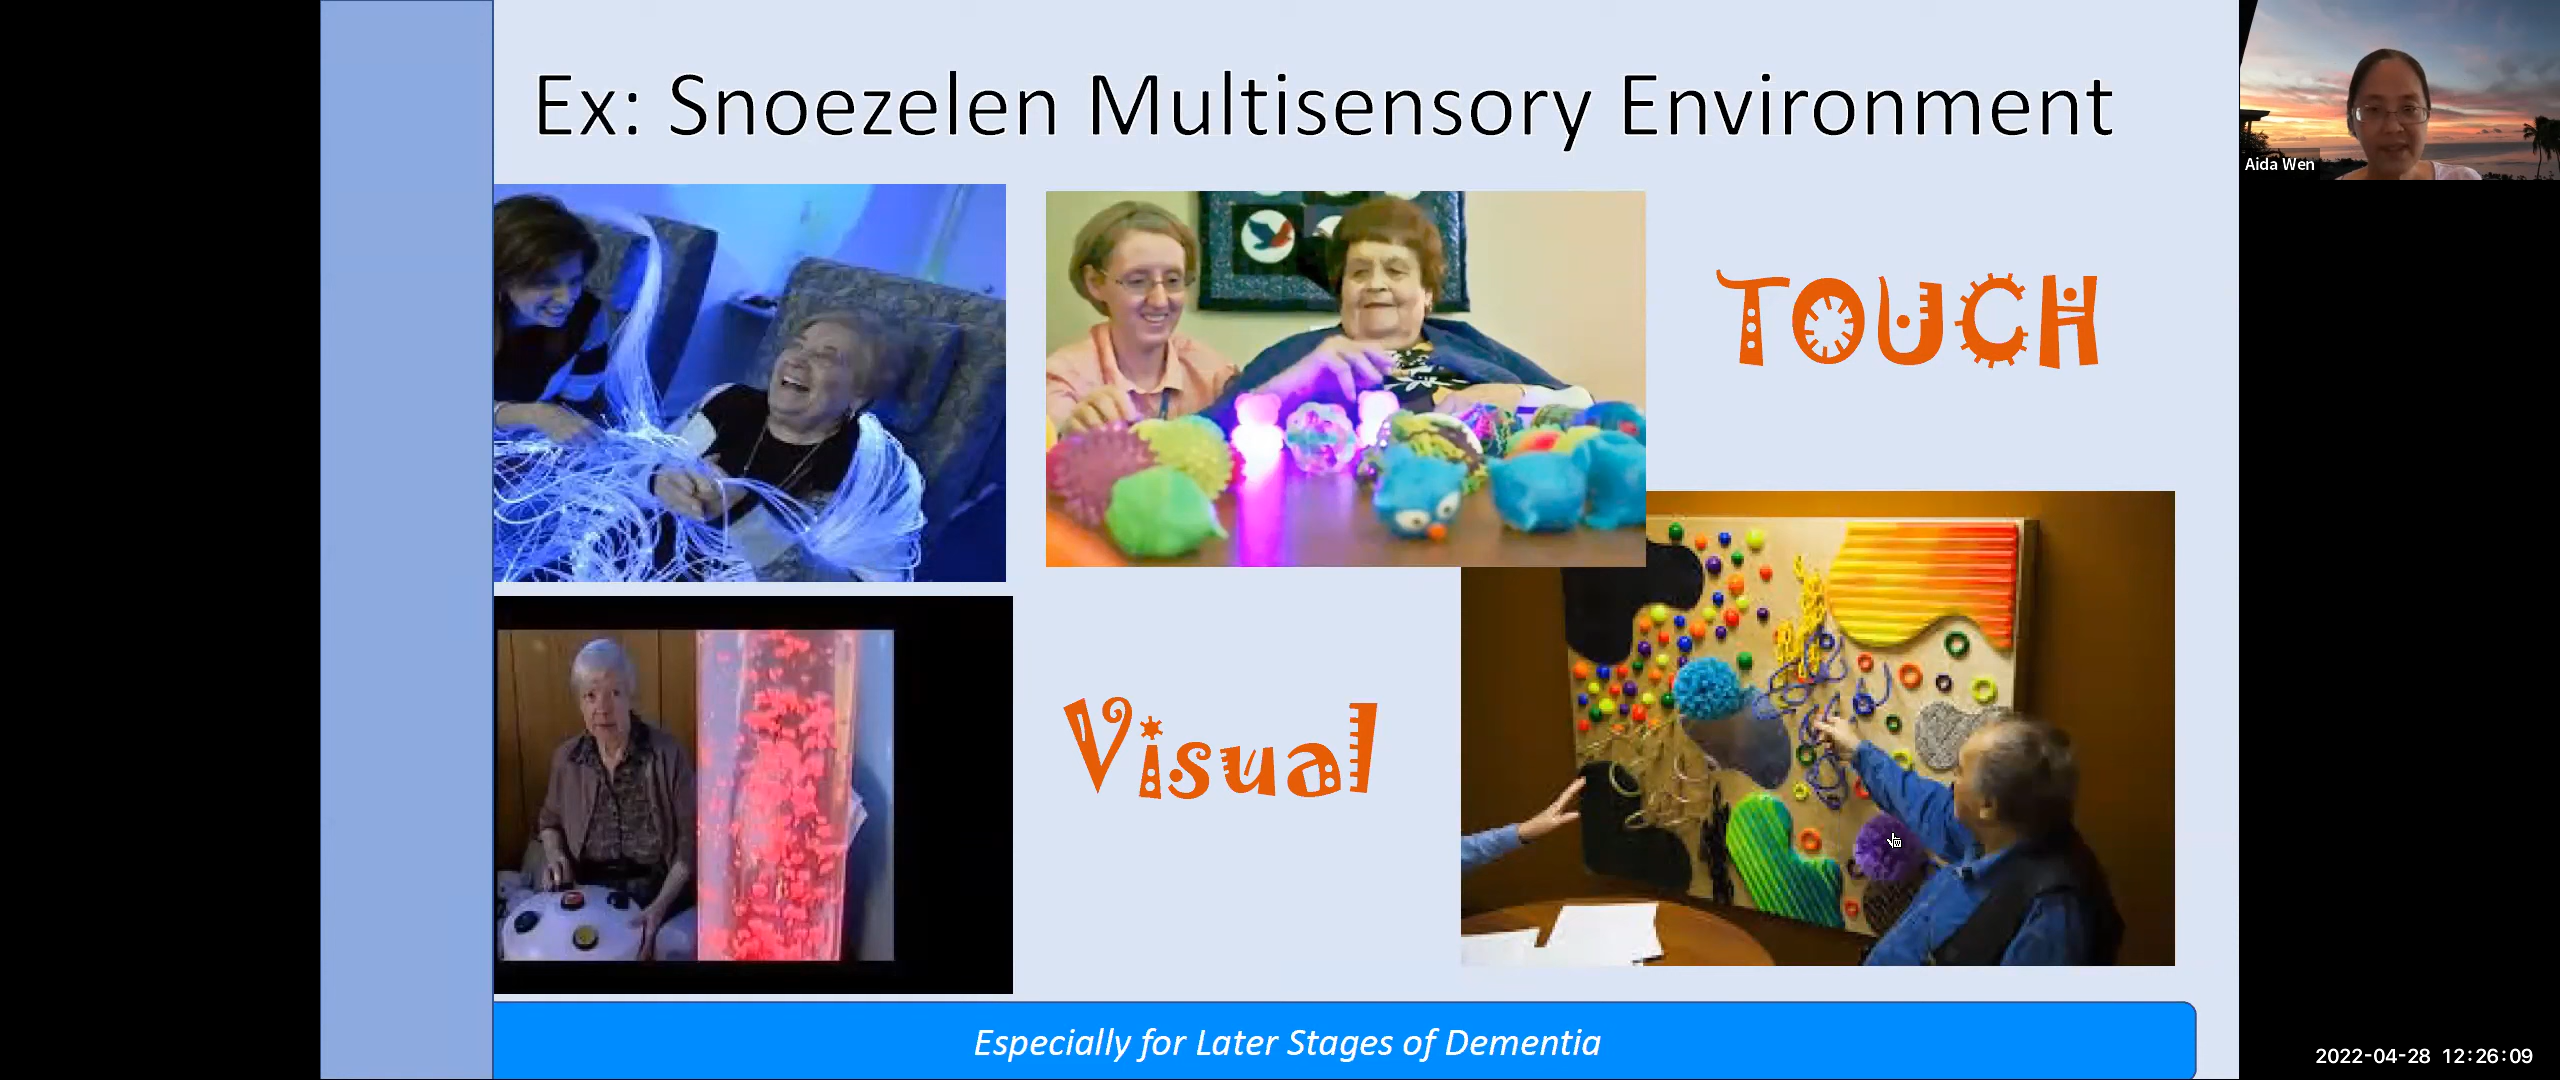 Ex: Snoezelen Multisensory Environment
Aida Wen
TOUCH
Visual
Especially for Later Stages of Dementia
2022-04-28 12:26:09